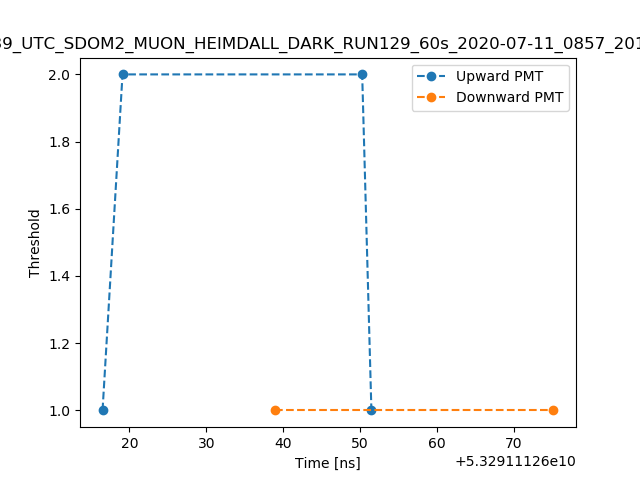 39_UTC_SDOM2_MUON_HEIMDALL_DARK_RUN129_60s_2020-07-11_0857_201
Upward PMT
Downward PMT
2.0
1.8
1.6
1.4
1.2
1.0
Threshold
20 30 40 50 60 70
Time [ns]
+5.32911126e10